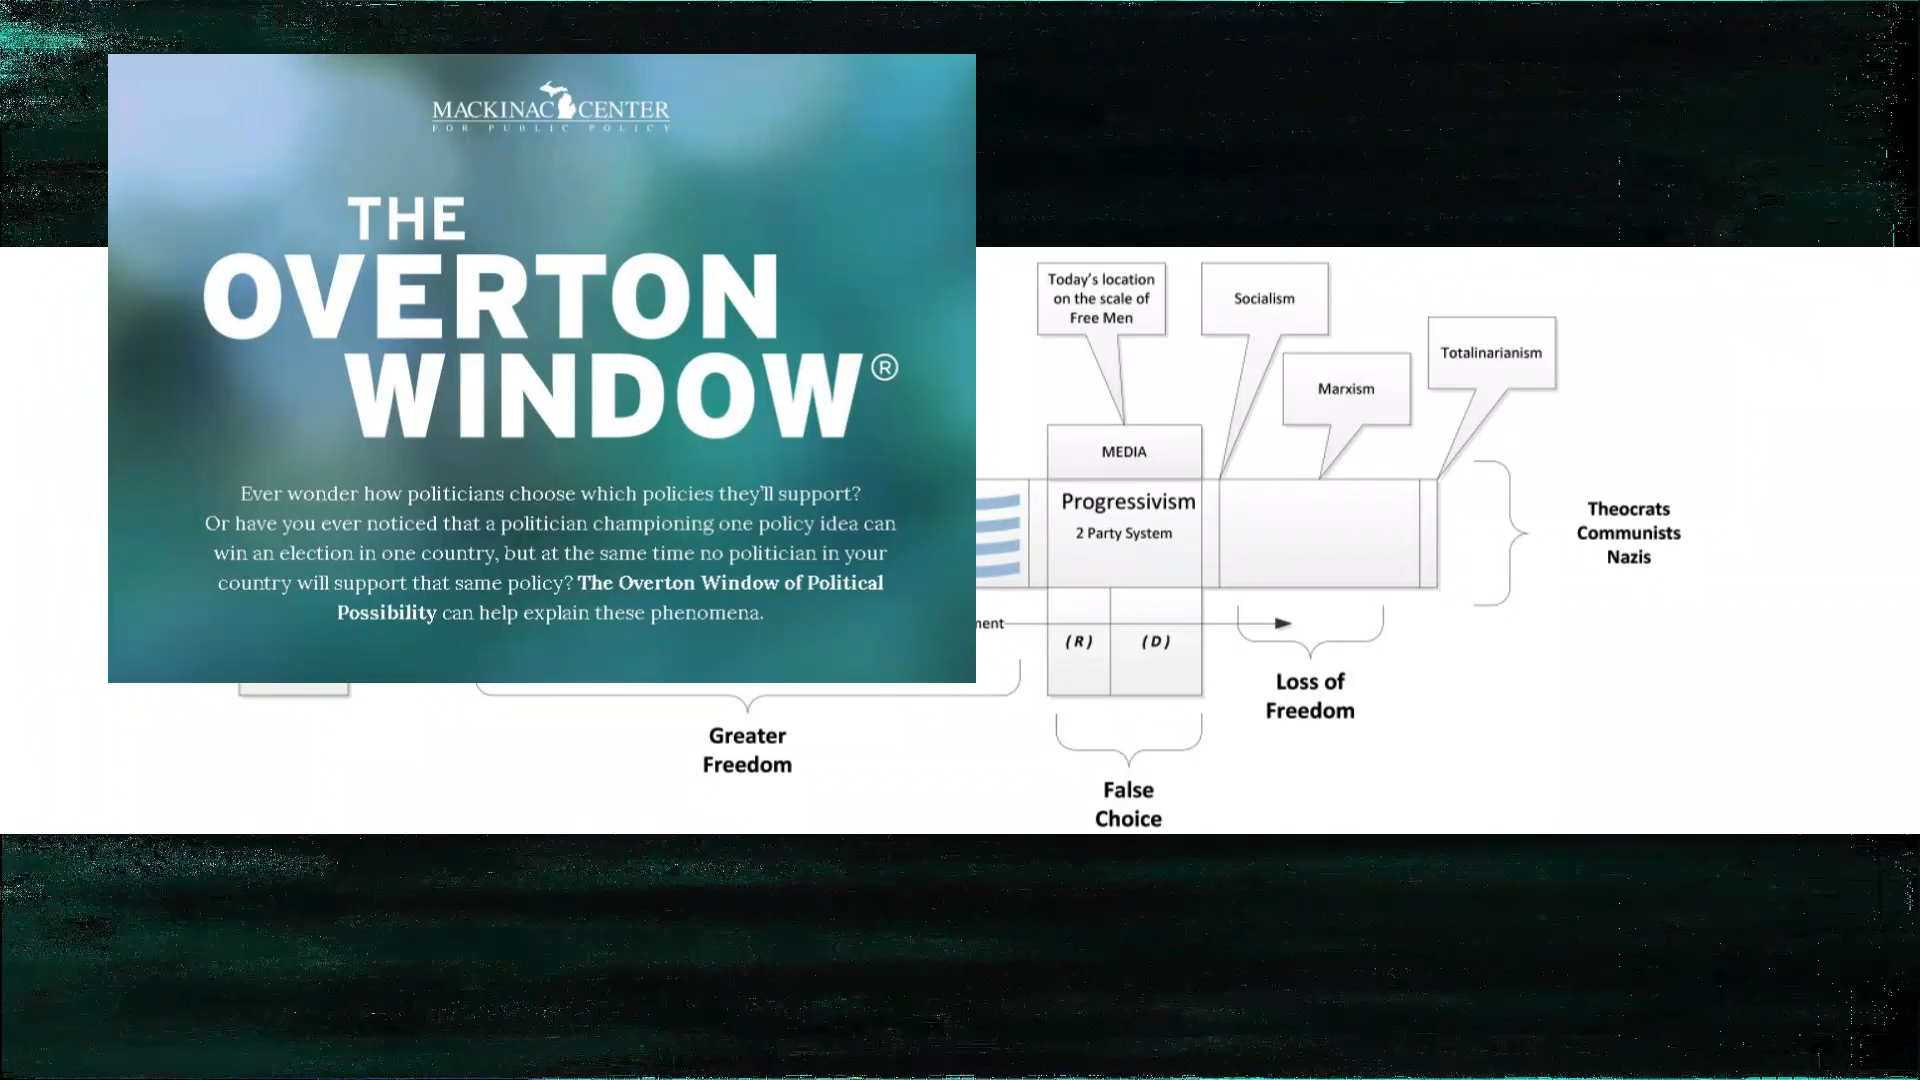 MACKINAC CENTER
FOR PUBLIC POLICY
THE
OVERTON
WINDOW®
Ever wonder how politicians choose which policies they'll support?
Or have you ever noticed that a politician championing one policy idea can
win an election in one country, but at the same time no politician in your
country will support that same policy? The Overton Window of Political
Possibility can help explain these phenomena.
Today's location
on the scale of
Free Men
Socialism
Marxism
Totalinarianism
MEDIA
Progressivism
2 Party System
(R)
(D)
Theocrats
Communists
Nazis
Loss of
Freedom
Greater
Freedom
False
Choice